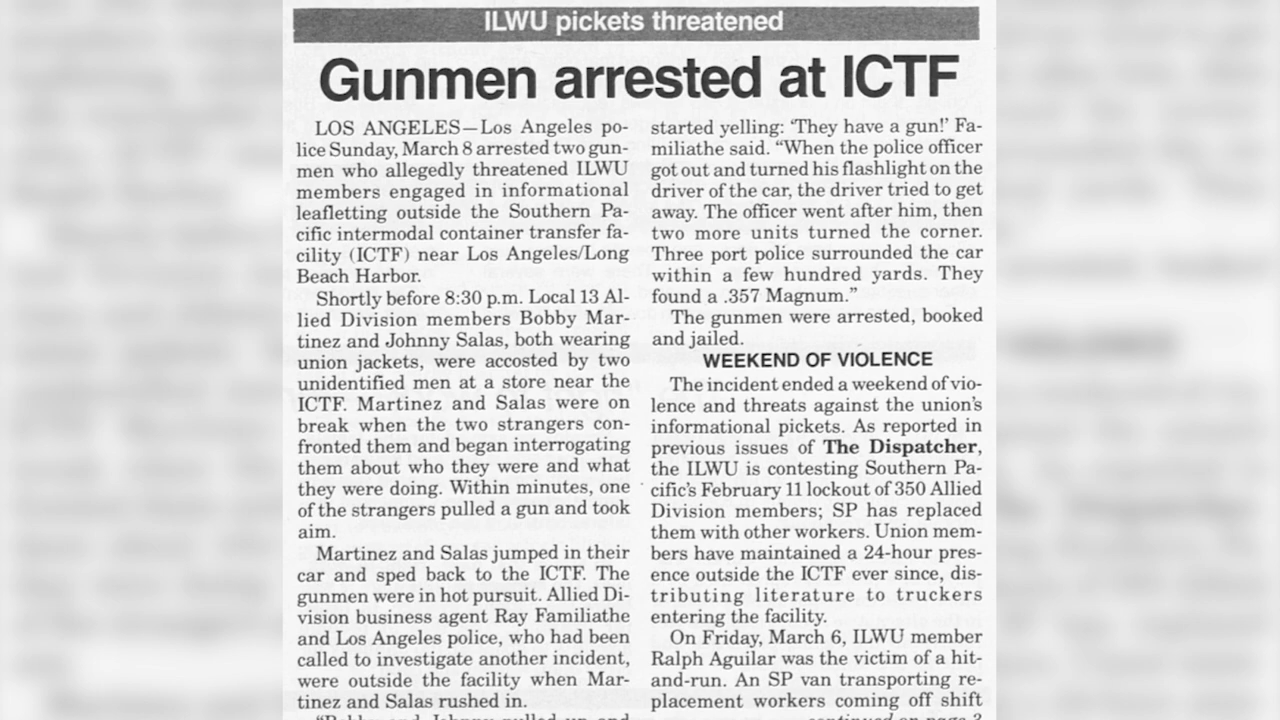 ILWU pickets threatened
Gunmen arrested at ICTF
LOS ANGELES—Los Angeles po-
lice Sunday, March 8 arrested two gun-
men who allegedly threatened ILWU
members engaged in informational
leafletting outside the Southern Pa-
cific intermodal container transfer fa-
cility (ICTF) near Los Angeles/Long
Beach Harbor.
Shortly before 8:30 p.m. Local 13 Al-
lied Division members Bobby Mar-
tinez and Johnny Salas, both wearing
union jackets, were accosted by two
unidentified men at a store near the
ICTF. Martinez and Salas were on
break when the two strangers con-
fronted them and began interrogating
them about who they were and what
they were doing. Within minutes, one
of the strangers pulled a gun and took
aim.
Martinez and Salas jumped in their
car and sped back to the ICTF. The
gunmen were in hot pursuit. Allied Di-
vision business agent Ray Familiathe
and Los Angeles police, who had been
called to investigate another incident,
were outside the facility when Mar-
tinez and Salas rushed in.
"Bobby and Johnny pulled up and
started yelling: 'They have a gun!' Fa-
miliathe said. "When the police officer
got out and turned his flashlight on the
driver of the car, the driver tried to get
away. The officer went after him, then
two more units turned the corner.
Three port police surrounded the car
within a few hundred yards. They
found a .357 Magnum."
The gunmen were arrested, booked
and jailed.
WEEKEND OF VIOLENCE
The incident ended a weekend of vio-
lence and threats against the union's
informational pickets. As reported in
previous issues of The Dispatcher,
the ILWU is contesting Southern Pa-
cific's February 11 lockout of 350 Allied
Division members; SP has replaced
them with other workers. Union mem-
bers have maintained a 24-hour pres-
ence outside the ICTF ever since, dis-
tributing literature to truckers
entering the facility.
On Friday, March 6, ILWU member
Ralph Aguilar was the victim of a hit-
and-run. An SP van transporting re-
placement workers coming off shift
continued on page 3